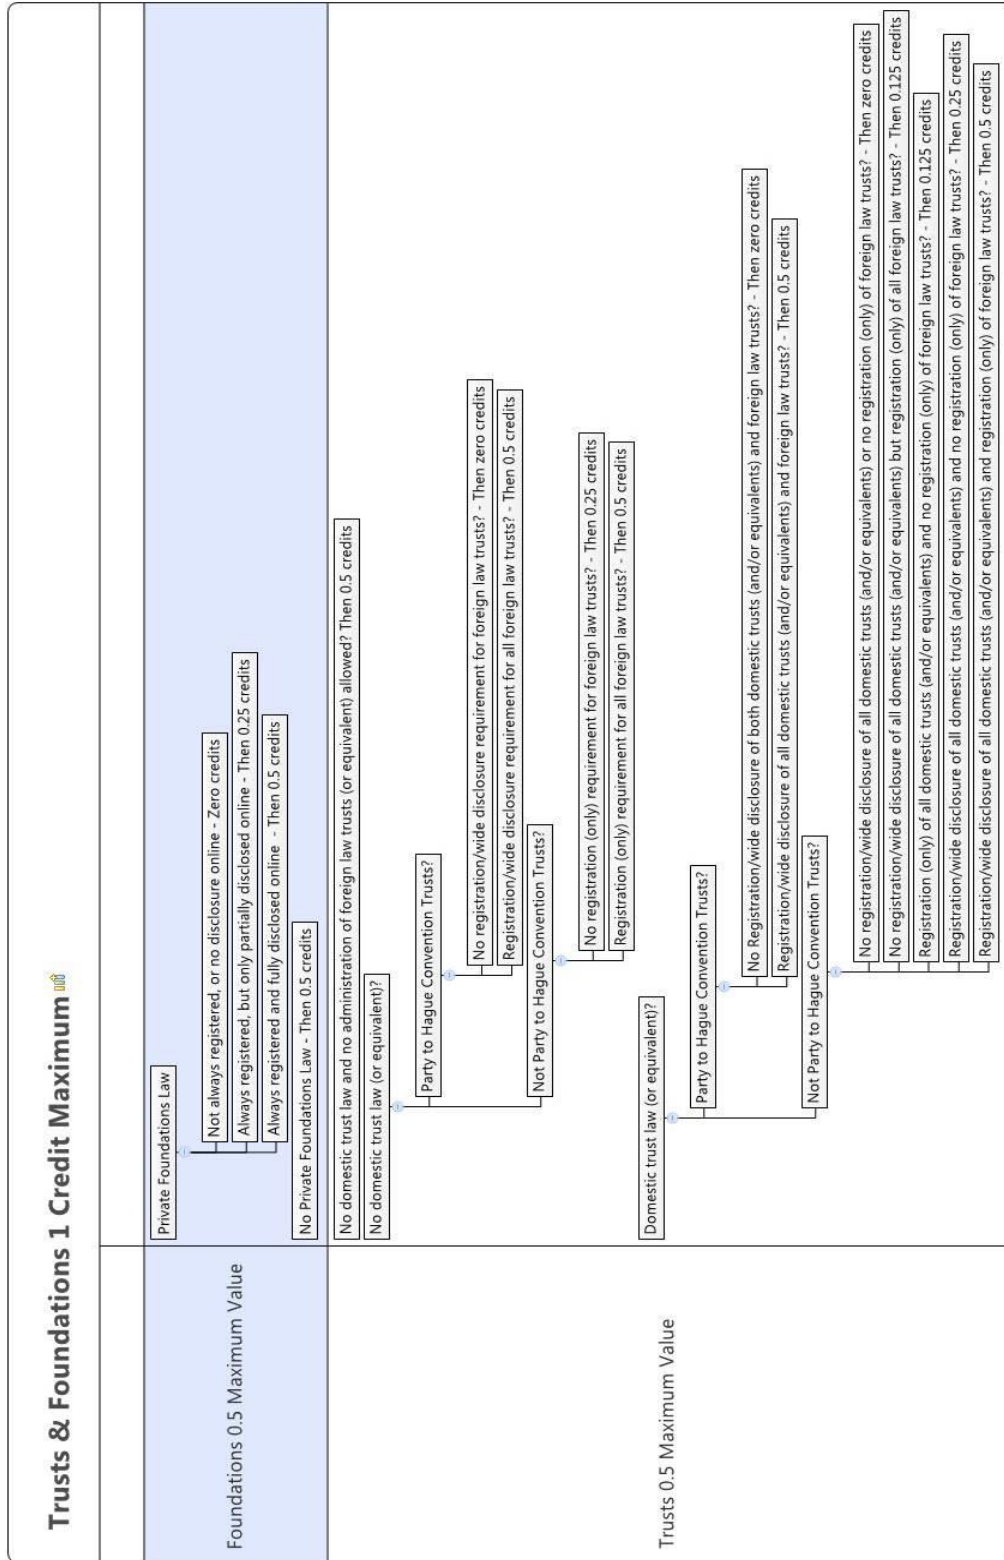 Trusts & Foundations 1 Credit Maximum
Foundations 0.5 Maximum Value
Private Foundations Law
Not always registered, or no disclosure online - Zero credits
Always registered, but only partially disclosed online - Then 0.25 credits
Always registered and fully disclosed online - Then 0.5 credits
No Private Foundations Law - Then 0.5 credits
Trusts 0.5 Maximum Value
No domestic trust law and no administration of foreign law trusts (or equivalent) allowed? Then 0.5 credits
No domestic trust law (or equivalent)?
Party to Hague Convention Trusts?
No registration/wide disclosure requirement for foreign law trusts? - Then zero credits
Registration/wide disclosure requirement for all foreign law trusts? - Then 0.5 credits
Not Party to Hague Convention Trusts?
No registration (only) requirement for foreign law trusts? - Then 0.25 credits
Registration (only) requirement for all foreign law trusts? - Then 0.5 credits
Domestic trust law (or equivalent)?
Party to Hague Convention Trusts?
No Registration/wide disclosure of both domestic trusts (and/or equivalents) and foreign law trusts? - Then zero credits
Registration/wide disclosure of all domestic trusts (and/or equivalents) and foreign law trusts? - Then 0.5 credits
Not Party to Hague Convention Trusts?
No registration/wide disclosure of all domestic trusts (and/or equivalents) or no registration (only) of foreign law trusts? - Then zero credits
No registration/wide disclosure of all domestic trusts (and/or equivalents) but registration (only) of all foreign law trusts? - Then 0.125 credits
Registration (only) of all domestic trusts (and/or equivalents) and no registration (only) of foreign law trusts? - Then 0.125 credits
Registration/wide disclosure of all domestic trusts (and/or equivalents) and no registration (only) of foreign law trusts? - Then 0.25 credits
Registration/wide disclosure of all domestic trusts (and/or equivalents) and registration (only) of foreign law trusts? - Then 0.5 credits